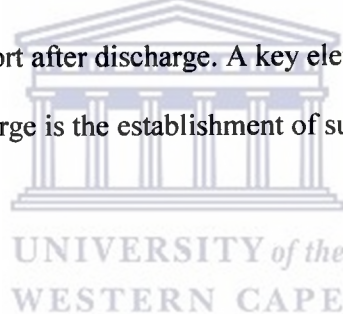 ort after discharge. A key ele
rge is the establishment of su
UNIVERSITY of the
WESTERN CAPE